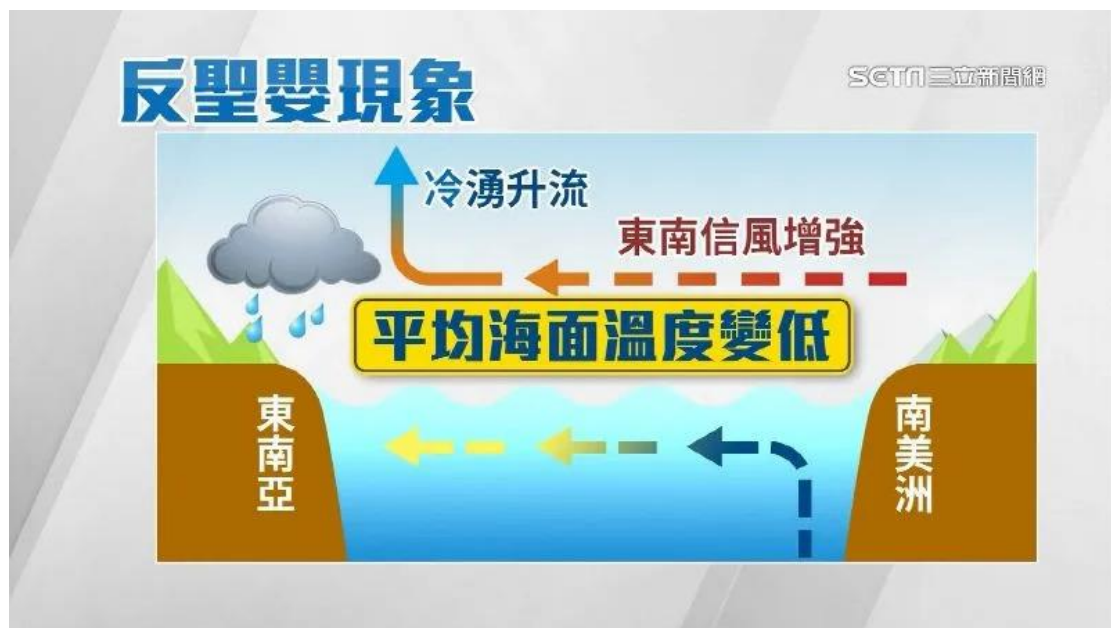 反聖嬰現象
SETN三立新聞網
冷湧升流
東南信風增強
平均海面溫度變低
東南亞
南美洲